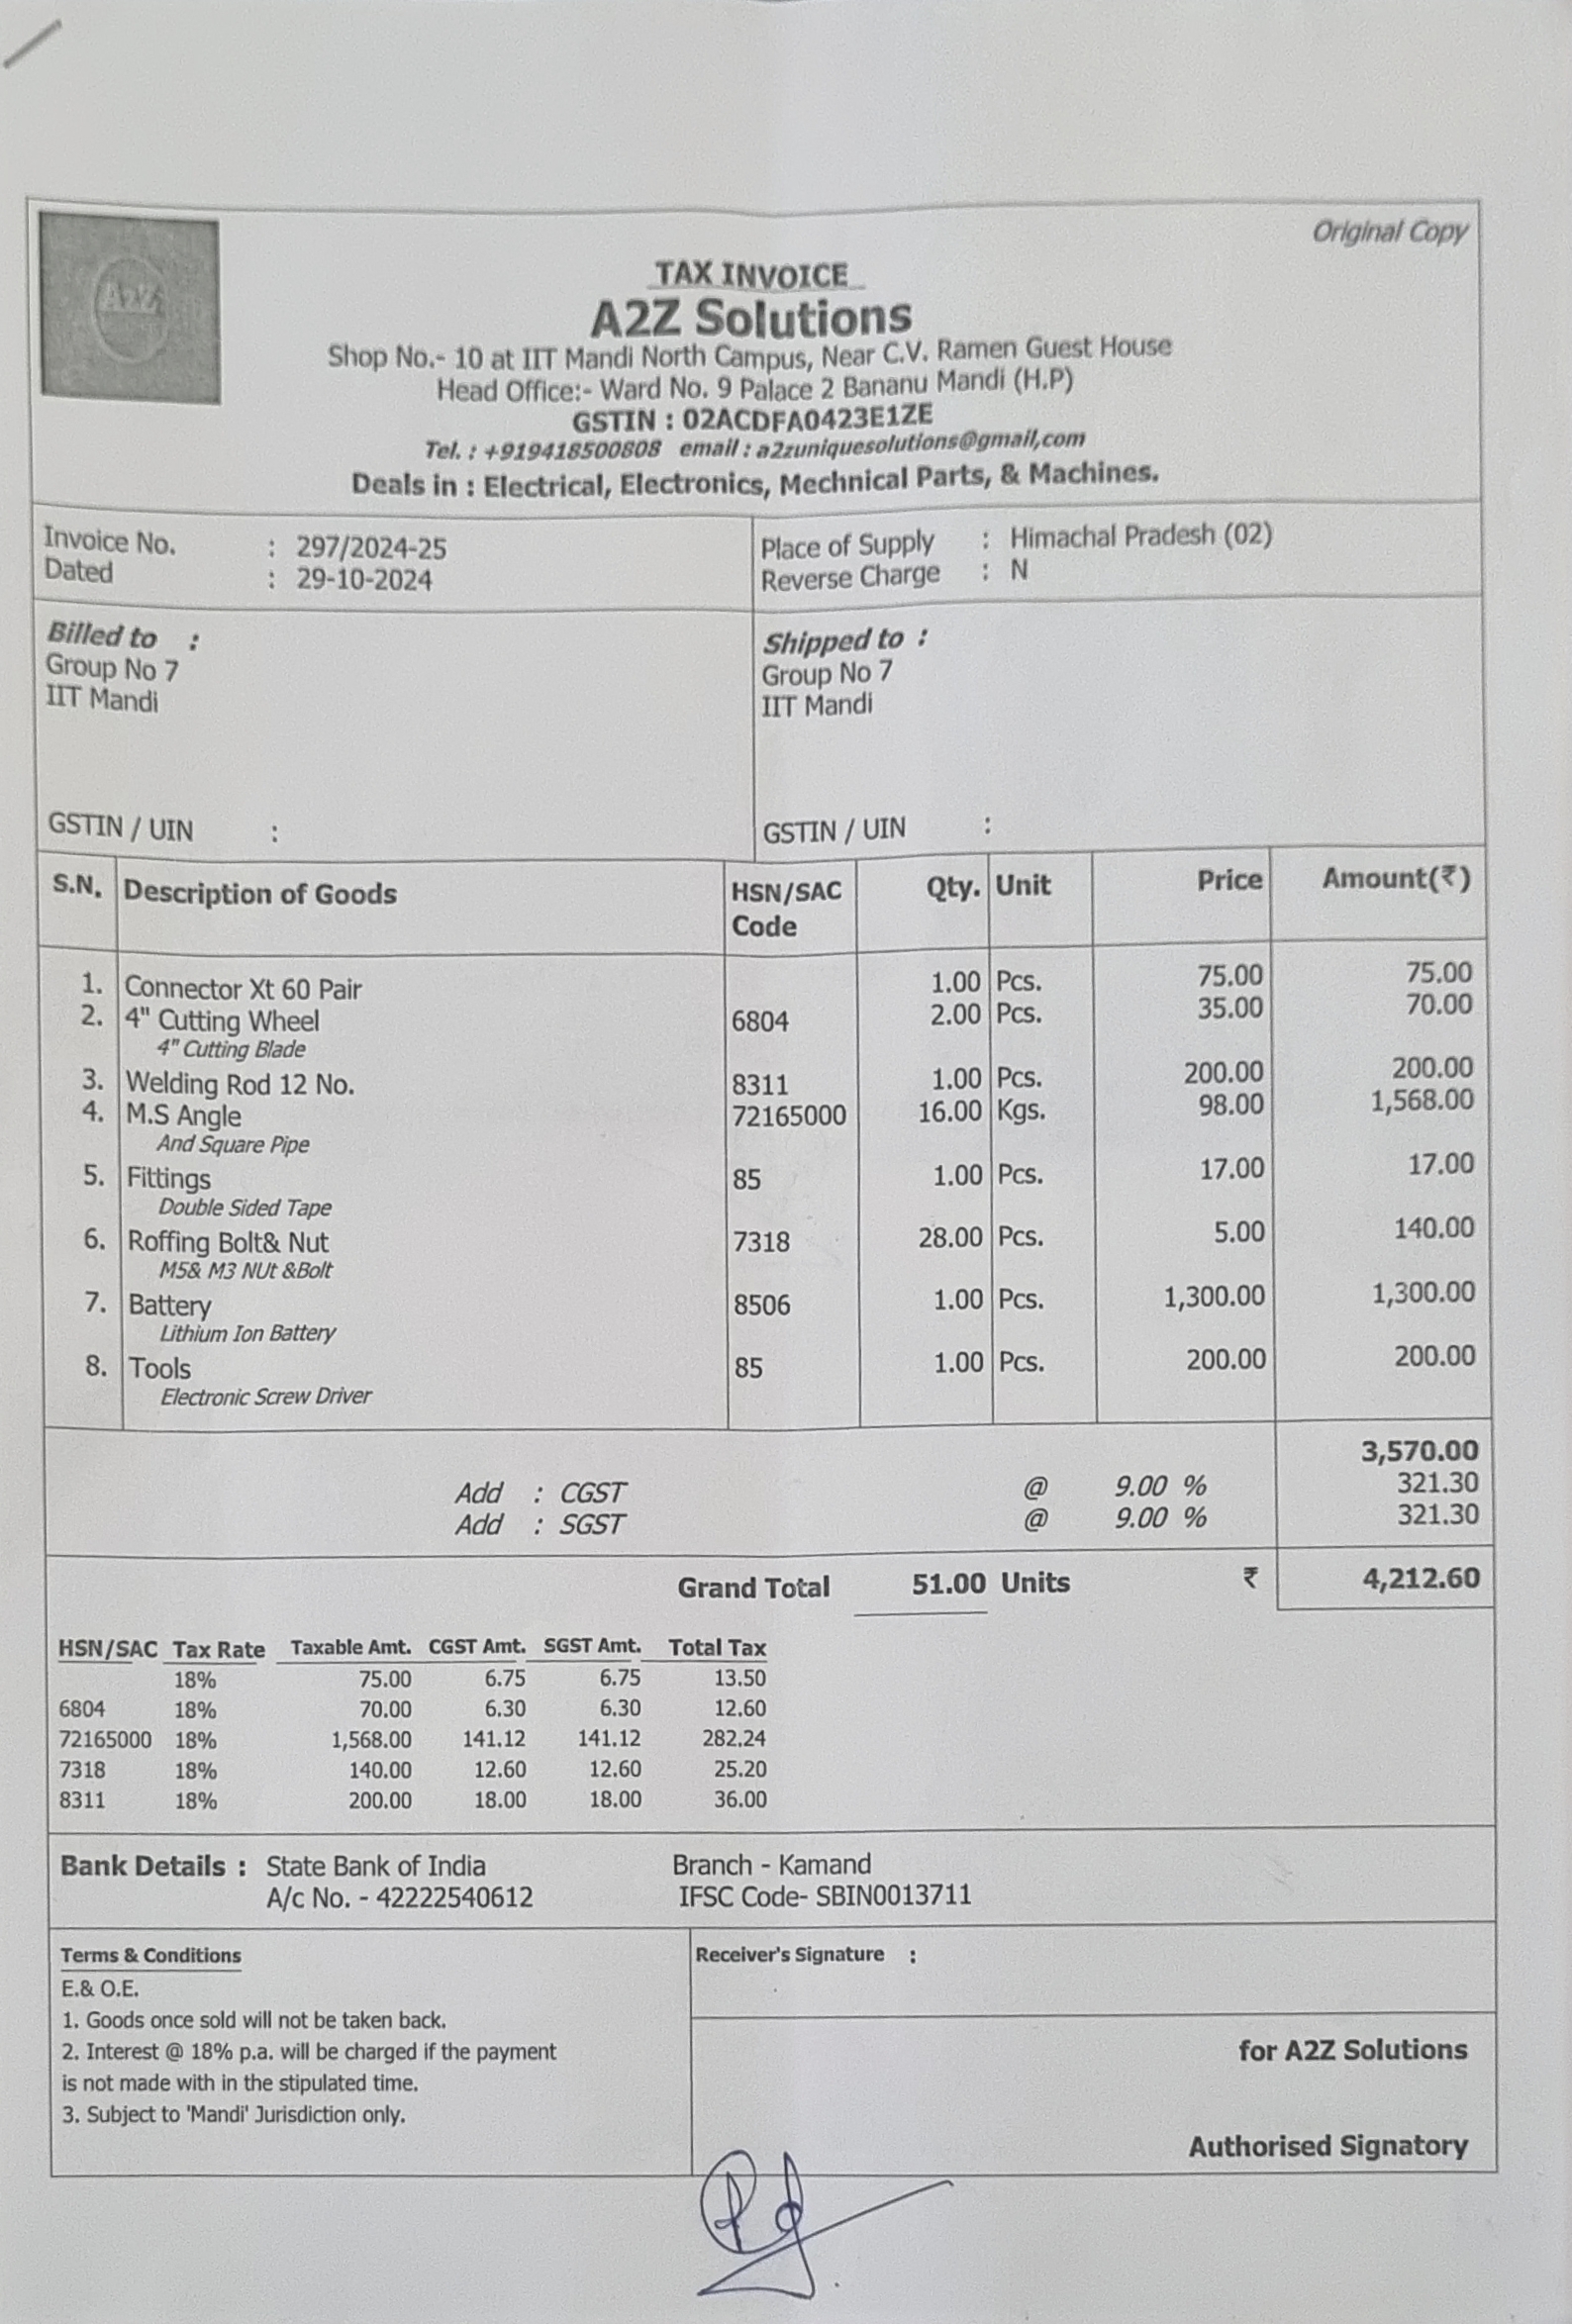 Original Copy
TAX INVOICE
A2Z Solutions
Shop No.- 10 at IIT Mandi North Campus, Near C.V. Ramen Guest House
Head Office:- Ward No. 9 Palace 2 Bananu Mandi (H.P)
GSTIN : 02ACDFA0423E1ZE
Tel. : +919418500808 email : a2zuniquesolutions@gmail,com
Deals in : Electrical, Electronics, Mechnical Parts, & Machines.
Invoice No. : 297/2024-25
Dated : 29-10-2024
Place of Supply : Himachal Pradesh (02)
Reverse Charge : N
Billed to :
Group No 7
IIT Mandi
GSTIN / UIN :
Shipped to :
Group No 7
IIT Mandi
GSTIN / UIN :
S.N. Description of Goods HSN/SAC Code Qty. Unit Price Amount(₹)
1. Connector Xt 60 Pair 1.00 Pcs. 75.00 75.00
2. 4" Cutting Wheel 6804 2.00 Pcs. 35.00 70.00
4" Cutting Blade
3. Welding Rod 12 No. 8311 1.00 Pcs. 200.00 200.00
4. M.S Angle 72165000 16.00 Kgs. 98.00 1,568.00
And Square Pipe
5. Fittings 85 1.00 Pcs. 17.00 17.00
Double Sided Tape
6. Roffing Bolt& Nut 7318 28.00 Pcs. 5.00 140.00
M5& M3 NUt &Bolt
7. Battery 8506 1.00 Pcs. 1,300.00 1,300.00
Lithium Ion Battery
8. Tools 85 1.00 Pcs. 200.00 200.00
Electronic Screw Driver
3,570.00
Add : CGST @ 9.00 % 321.30
Add : SGST @ 9.00 % 321.30
Grand Total 51.00 Units ₹ 4,212.60
HSN/SAC Tax Rate Taxable Amt. CGST Amt. SGST Amt. Total Tax
18% 75.00 6.75 6.75 13.50
6804 18% 70.00 6.30 6.30 12.60
72165000 18% 1,568.00 141.12 141.12 282.24
7318 18% 140.00 12.60 12.60 25.20
8311 18% 200.00 18.00 18.00 36.00
Bank Details : State Bank of India Branch - Kamand
A/c No. - 42222540612 IFSC Code- SBIN0013711
Terms & Conditions
E.& O.E.
1. Goods once sold will not be taken back.
2. Interest @ 18% p.a. will be charged if the payment
is not made with in the stipulated time.
3. Subject to 'Mandi' Jurisdiction only.
Receiver's Signature :
for A2Z Solutions
Authorised Signatory